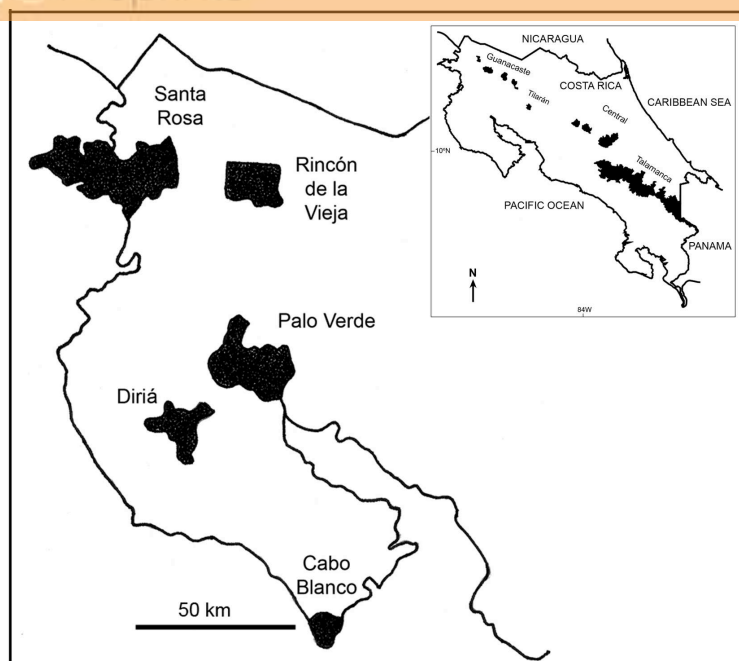 Santa
Rosa
Rincón
de la
Vieja
Palo Verde
Diriá
Cabo
Blanco
50 km
NICARAGUA
Guanacaste
COSTA RICA
Tilarán
CARIBBEAN SEA
Central
10°N
Talamanca
PACIFIC OCEAN
PANAMA
N
84W